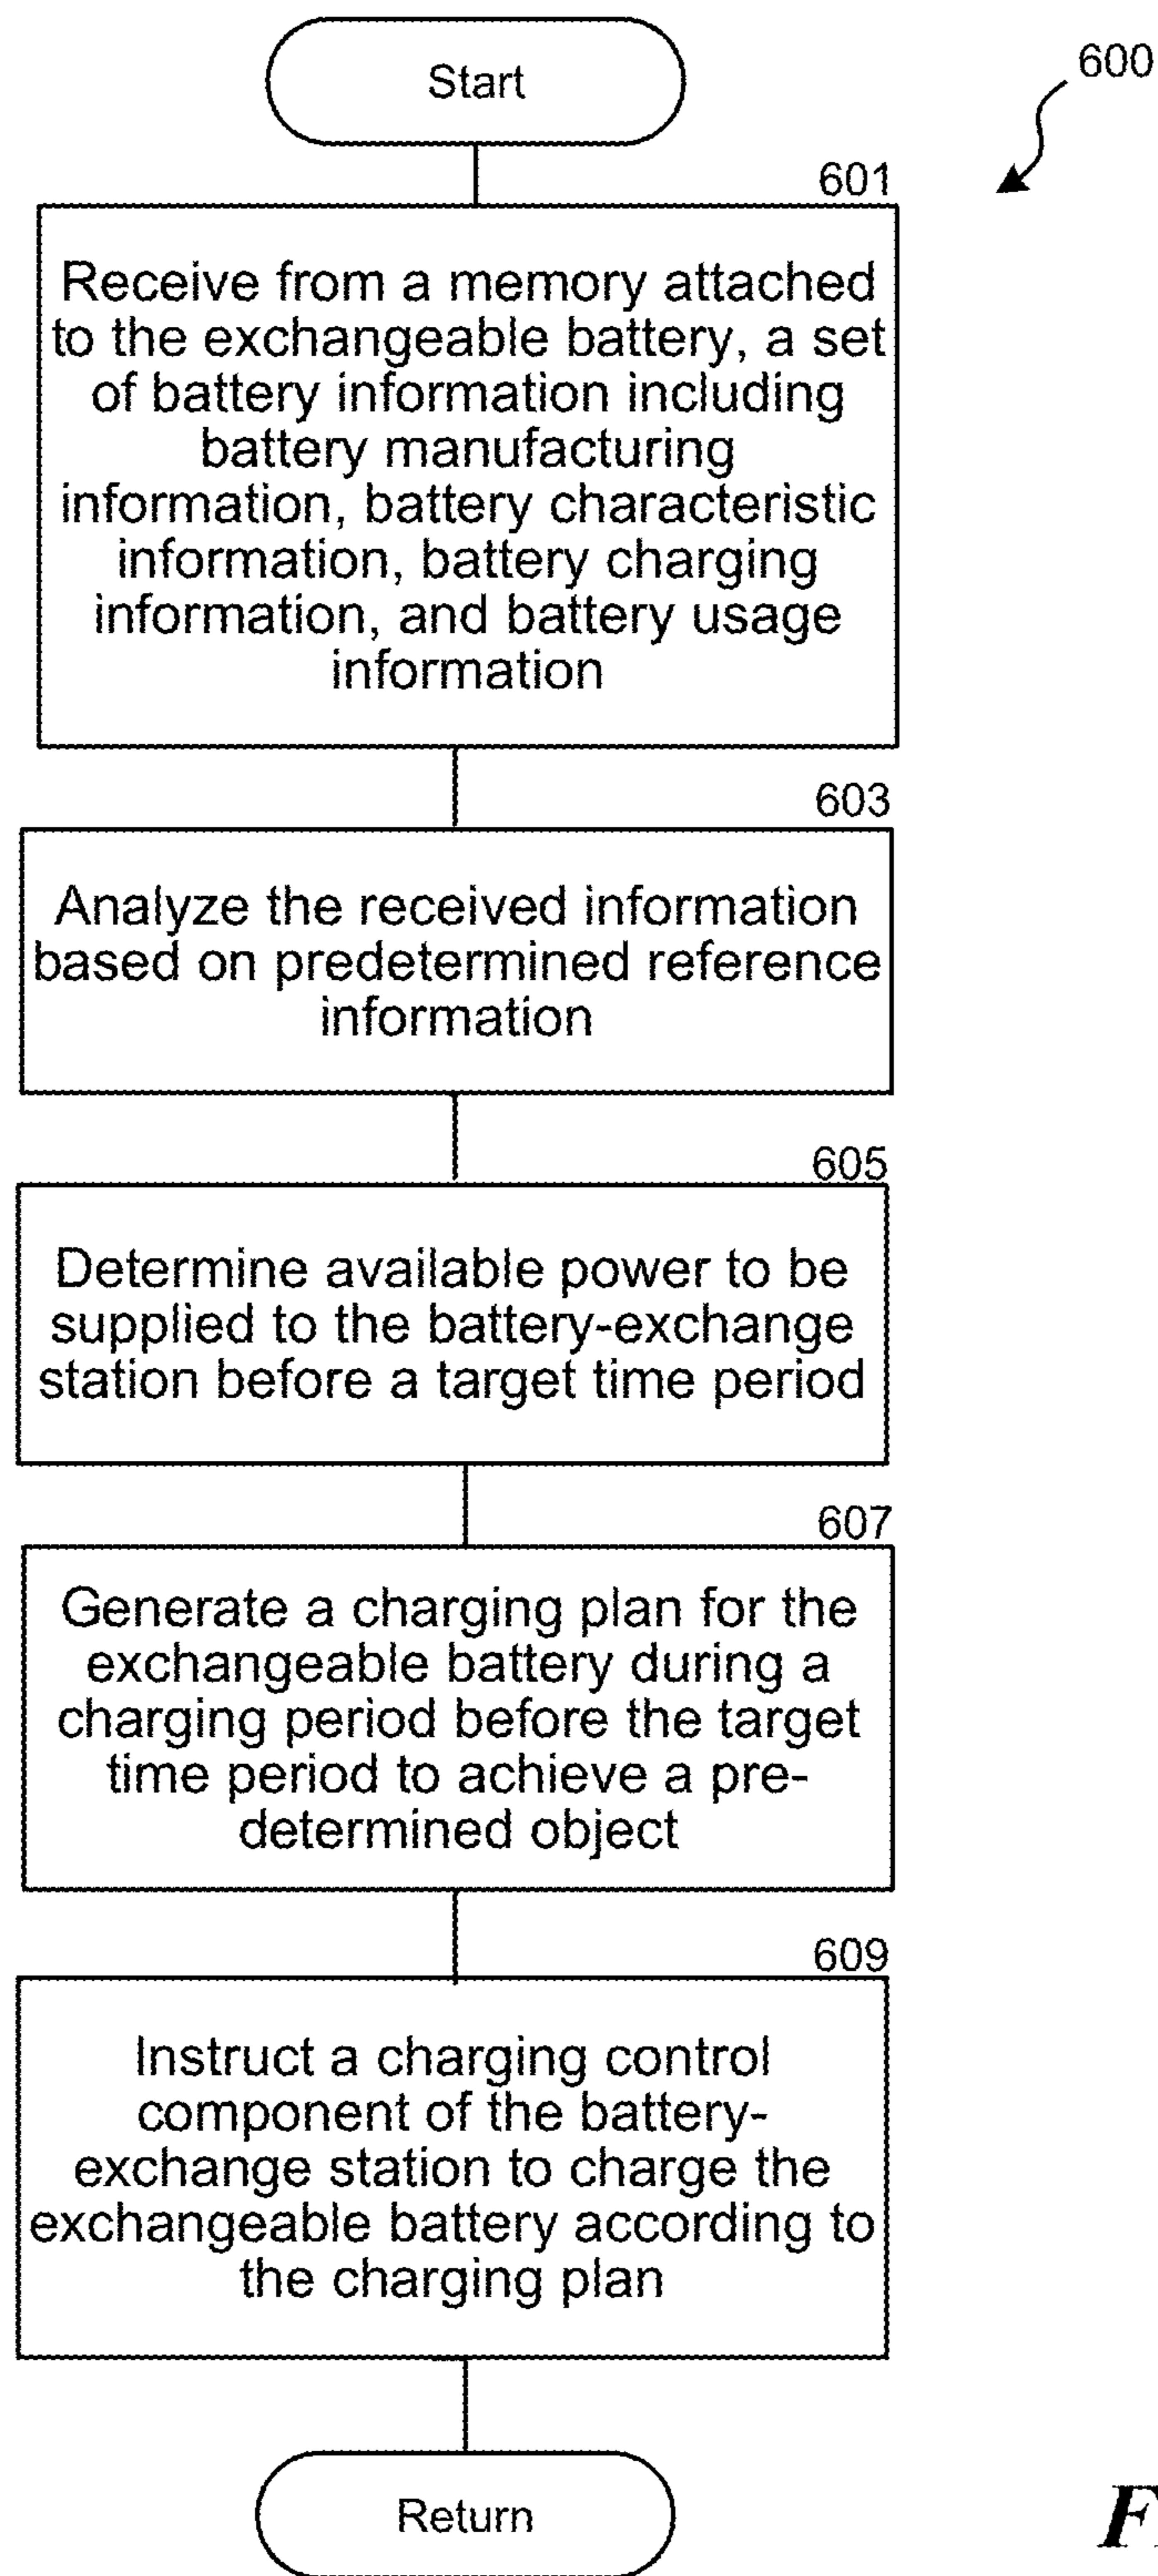 Start
600
601
Receive from a memory attached
to the exchangeable battery, a set
of battery information including
battery manufacturing
information, battery characteristic
information, battery charging
information, and battery usage
information
603
Analyze the received information
based on predetermined reference
information
605
Determine available power to be
supplied to the battery-exchange
station before a target time period
607
Generate a charging plan for the
exchangeable battery during a
charging period before the target
time period to achieve a pre-
determined object
609
Instruct a charging control
component of the battery-
exchange station to charge the
exchangeable battery according to
the charging plan
Return